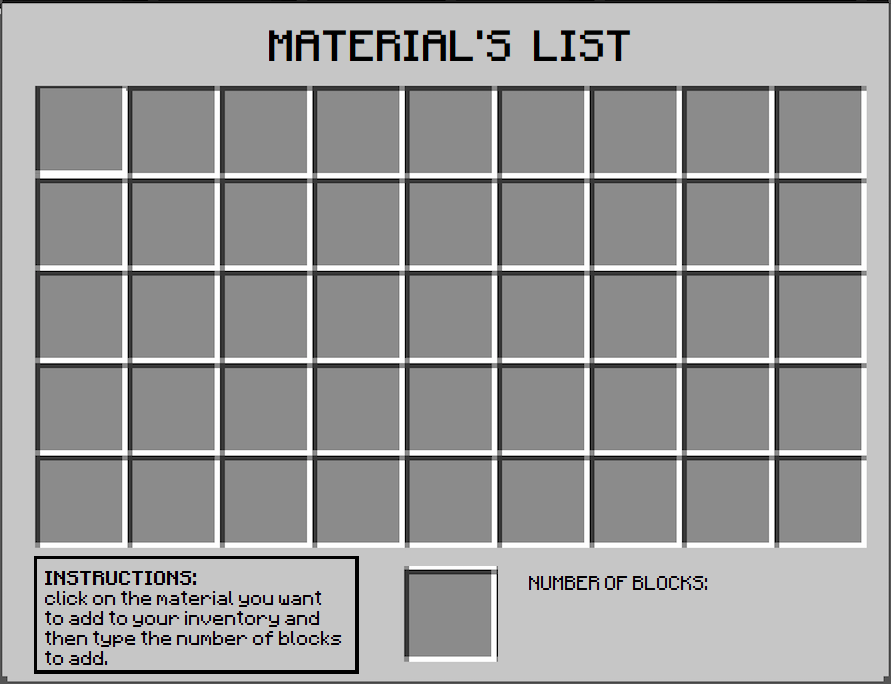 MATERIAL'S LIST
INSTRUCTIONS:
click on the material you want
to add to your inventory and
then type the number of blocks
to add.
NUMBER OF BLOCKS: